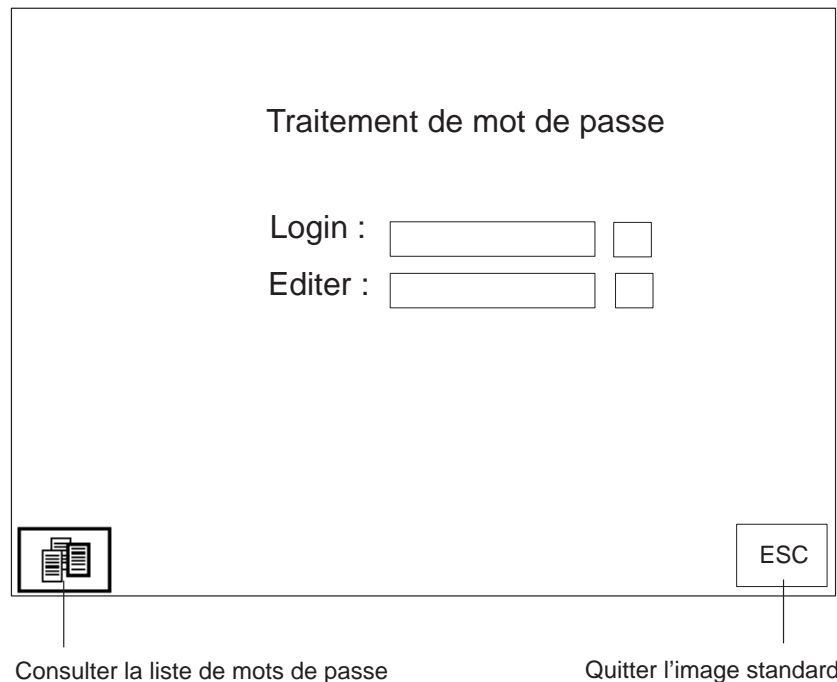 Traitement de mot de passe
Login :
Editer :
ESC
Consulter la liste de mots de passe
Quitter l'image standard